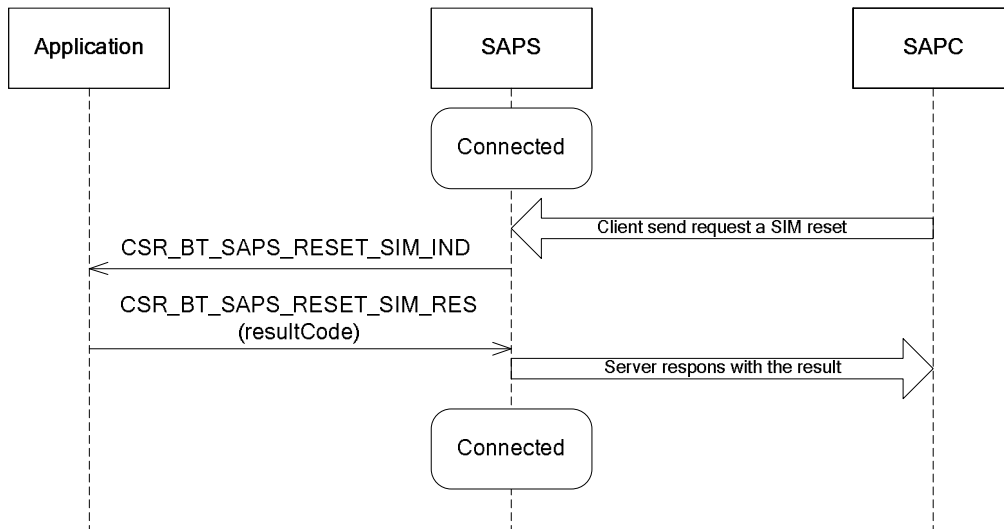 Application
SAPS
SAPC
Connected
Client send request a SIM reset
CSR_BT_SAPS_RESET_SIM_IND
CSR_BT_SAPS_RESET_SIM_RES
(resultCode)
Server respons with the result
Connected